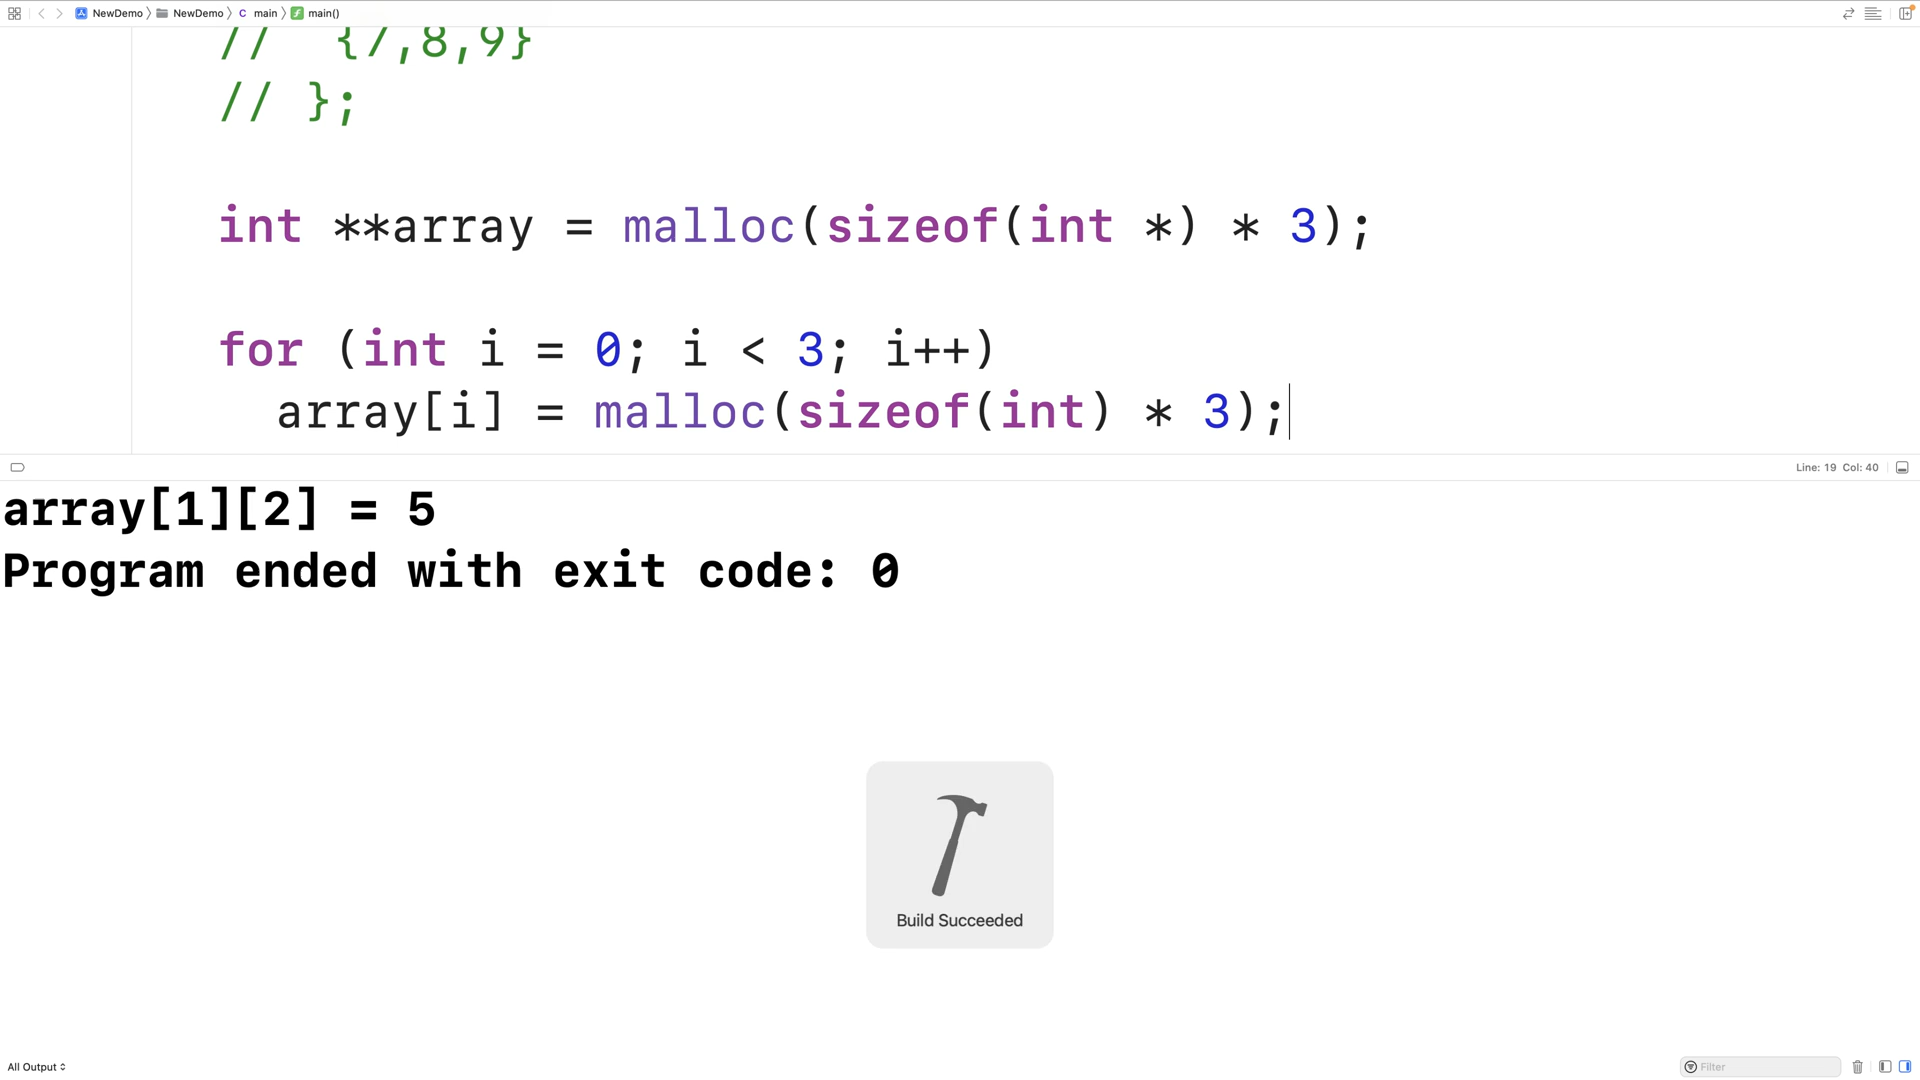 NewDemo NewDemo C main f main()
// {7,8,9}
// };
int **array = malloc(sizeof(int *) * 3);
for (int i = 0; i < 3; i++)
array[i] = malloc(sizeof(int) * 3);
Line: 19 Col: 40
array[1][2] = 5
Program ended with exit code: 0
Build Succeeded
All Output
Filter